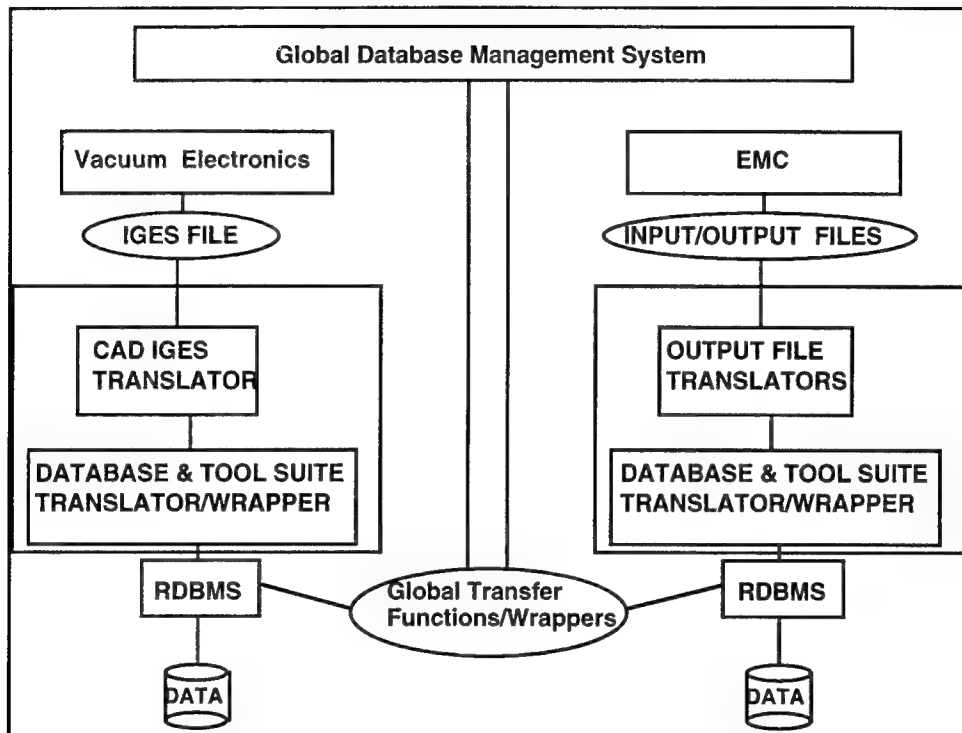 Global Database Management System
Vacuum Electronics
EMC
IGES FILE
INPUT/OUTPUT FILES
CAD IGES
TRANSLATOR
OUTPUT FILE
TRANSLATORS
DATABASE & TOOL SUITE
TRANSLATOR/WRAPPER
DATABASE & TOOL SUITE
TRANSLATOR/WRAPPER
RDBMS
Global Transfer
Functions/Wrappers
RDBMS
DATA
DATA